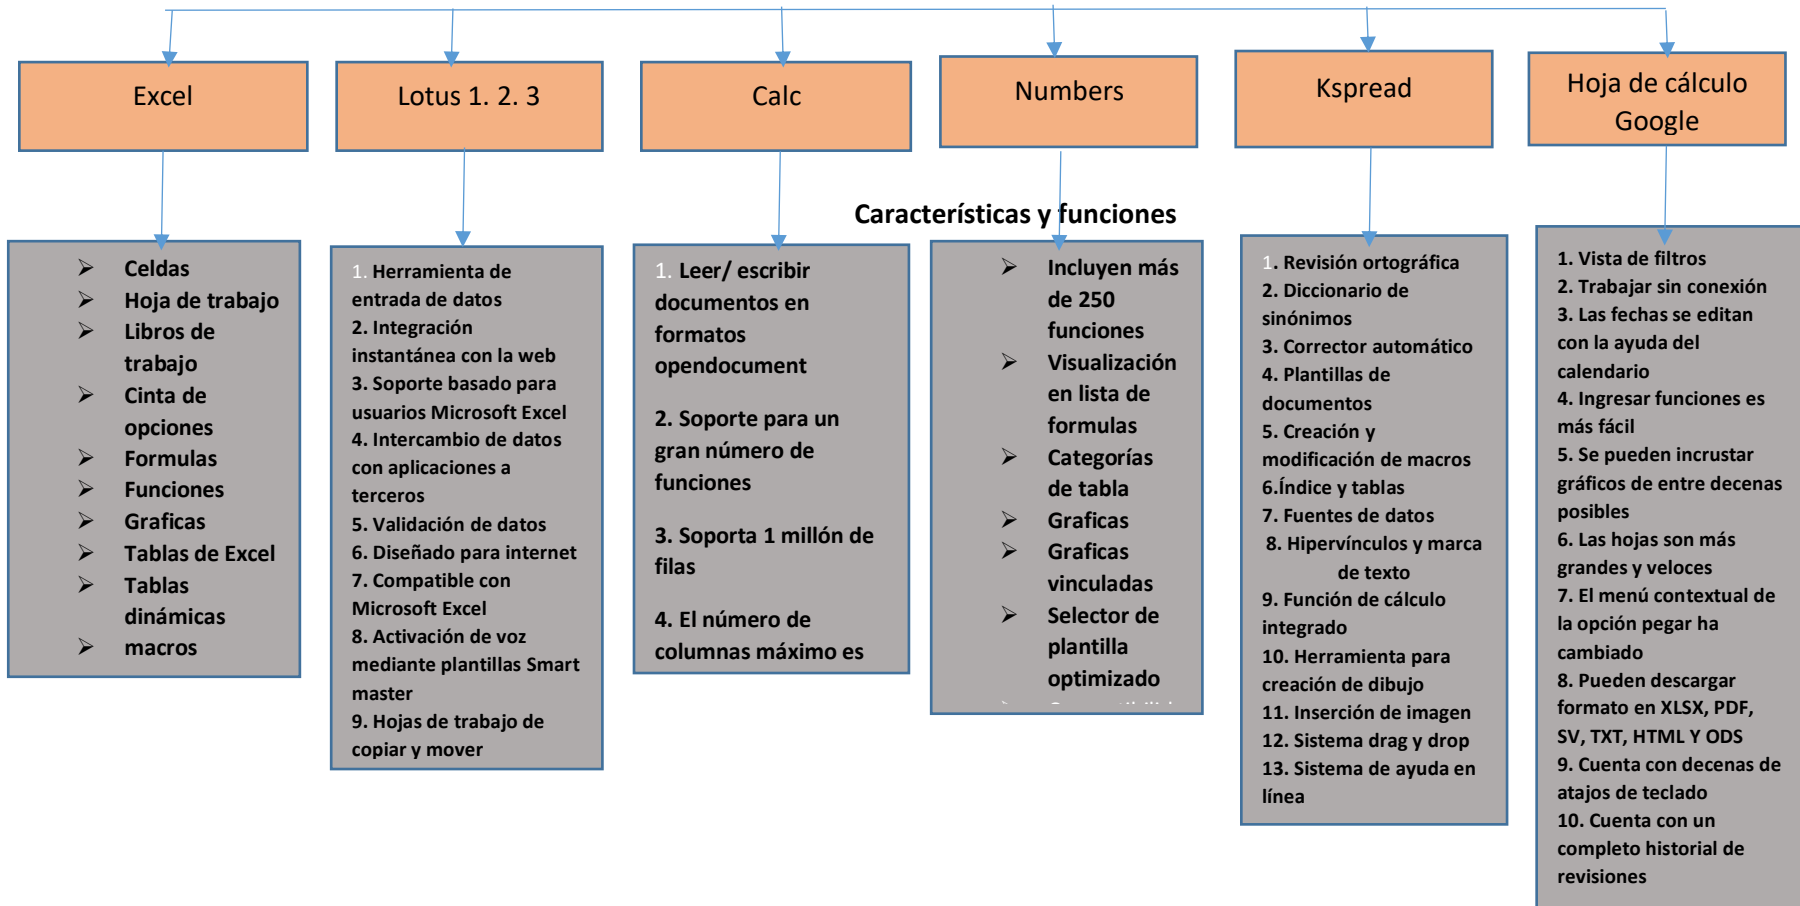 Excel
Lotus 1. 2. 3
Calc
Numbers
Kspread
Hoja de cálculo
Google
Características y funciones
➢ Celdas
➢ Hoja de trabajo
➢ Libros de
trabajo
➢ Cinta de
opciones
➢ Formulas
➢ Funciones
➢ Graficas
➢ Tablas de Excel
➢ Tablas
dinámicas
➢ macros
1. Herramienta de
entrada de datos
2. Integración
instantánea con la web
3. Soporte basado para
usuarios Microsoft Excel
4. Intercambio de datos
con aplicaciones a
terceros
5. Validación de datos
6. Diseñado para internet
7. Compatible con
Microsoft Excel
8. Activación de voz
mediante plantillas Smart
master
9. Hojas de trabajo de
copiar y mover
1. Leer/ escribir
documentos en
formatos
opendocument
2. Soporte para un
gran número de
funciones
3. Soporta 1 millón de
filas
4. El número de
columnas máximo es
➢ Incluyen más
de 250
funciones
➢ Visualización
en lista de
formulas
➢ Categorías
de tabla
➢ Graficas
➢ Graficas
vinculadas
➢ Selector de
plantilla
optimizado
1. Revisión ortográfica
2. Diccionario de
sinónimos
3. Corrector automático
4. Plantillas de
documentos
5. Creación y
modificación de macros
6.Índice y tablas
7. Fuentes de datos
8. Hipervínculos y marca
de texto
9. Función de cálculo
integrado
10. Herramienta para
creación de dibujo
11. Inserción de imagen
12. Sistema drag y drop
13. Sistema de ayuda en
línea
1. Vista de filtros
2. Trabajar sin conexión
3. Las fechas se editan
con la ayuda del
calendario
4. Ingresar funciones es
más fácil
5. Se pueden incrustar
gráficos de entre decenas
posibles
6. Las hojas son más
grandes y veloces
7. El menú contextual de
la opción pegar ha
cambiado
8. Pueden descargar
formato en XLSX, PDF,
SV, TXT, HTML Y ODS
9. Cuenta con decenas de
atajos de teclado
10. Cuenta con un
completo historial de
revisiones